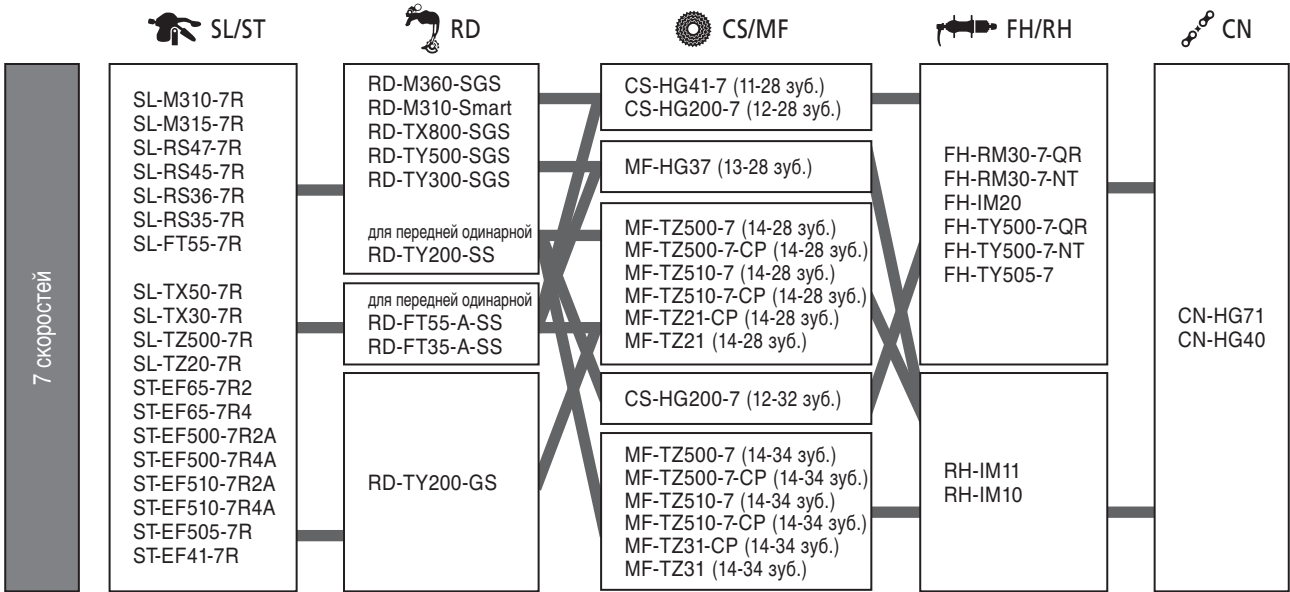 SL/ST
RD
CS/MF
FH/RH
CN
7 скоростей
SL-M310-7R
SL-M315-7R
SL-RS47-7R
SL-RS45-7R
SL-RS36-7R
SL-RS35-7R
SL-FT55-7R
SL-TX50-7R
SL-TX30-7R
SL-TZ500-7R
SL-TZ20-7R
ST-EF65-7R2
ST-EF65-7R4
ST-EF500-7R2A
ST-EF500-7R4A
ST-EF510-7R2A
ST-EF510-7R4A
ST-EF505-7R
ST-EF41-7R
RD-M360-SGS
RD-M310-Smart
RD-TX800-SGS
RD-TY500-SGS
RD-TY300-SGS
для передней одинарной
RD-TY200-SS
для передней одинарной
RD-FT55-A-SS
RD-FT35-A-SS
RD-TY200-GS
CS-HG41-7 (11-28 зуб.)
CS-HG200-7 (12-28 зуб.)
MF-HG37 (13-28 зуб.)
MF-TZ500-7 (14-28 зуб.)
MF-TZ500-7-CP (14-28 зуб.)
MF-TZ510-7 (14-28 зуб.)
MF-TZ510-7-CP (14-28 зуб.)
MF-TZ21-CP (14-28 зуб.)
MF-TZ21 (14-28 зуб.)
CS-HG200-7 (12-32 зуб.)
MF-TZ500-7 (14-34 зуб.)
MF-TZ500-7-CP (14-34 зуб.)
MF-TZ510-7 (14-34 зуб.)
MF-TZ510-7-CP (14-34 зуб.)
MF-TZ31-CP (14-34 зуб.)
MF-TZ31 (14-34 зуб.)
FH-RM30-7-QR
FH-RM30-7-NT
FH-IM20
FH-TY500-7-QR
FH-TY500-7-NT
FH-TY505-7
RH-IM11
RH-IM10
CN-HG71
CN-HG40